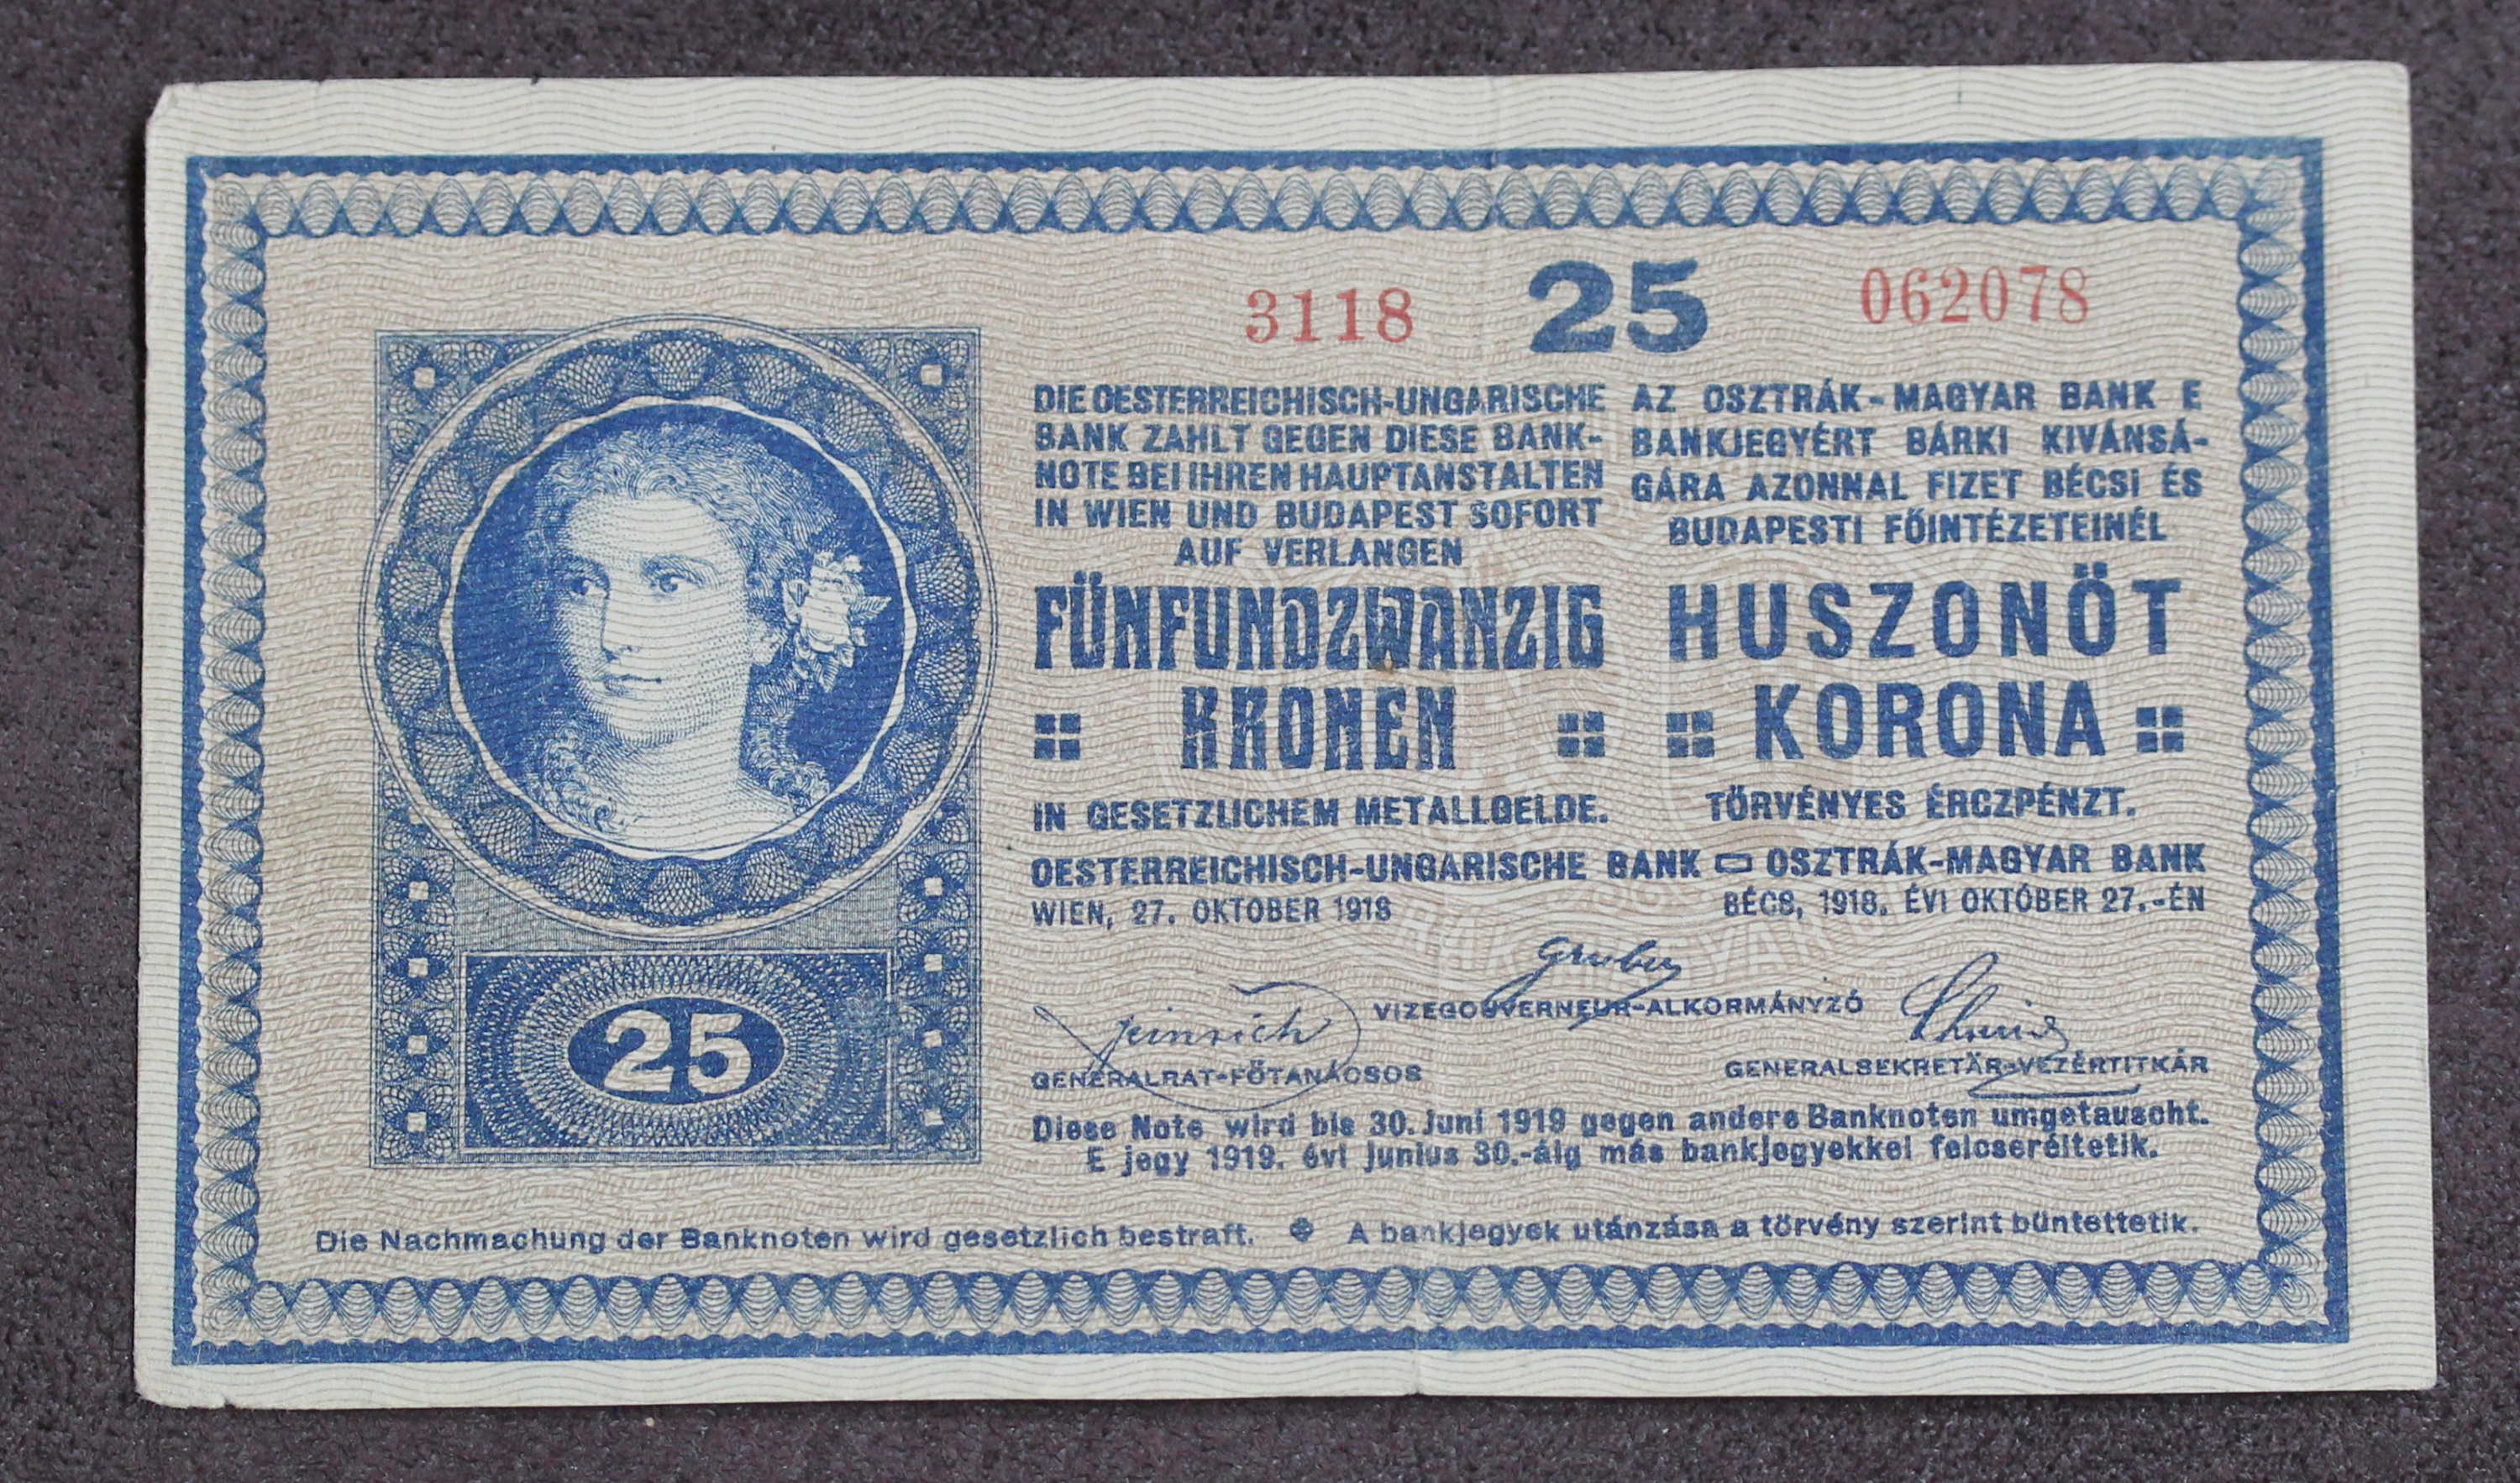 3118 25 062078
DIE OESTERREICHISCH-UNGARISCHE
BANK ZAHLT GEGEN DIESE BANK-
NOTE BEI IHREN HAUPTANSTALTEN
IN WIEN UND BUDAPEST SOFORT
AUF VERLANGEN
FÜNFUNDZWANZIG
KRONEN
IN GESETZLICHEM METALLGELDE.
AZ OSZTRÁK-MAGYAR BANK E
BANKJEGYÉRT BÁRKI KIVÁNSÁ-
GÁRA AZONNAL FIZET BÉCSI ÉS
BUDAPESTI FŐINTÉZETEINÉL
HUSZONÖT
KORONA
TÖRVÉNYES ÉRCZPÉNZT.
OESTERREICHISCH-UNGARISCHE BANK OSZTRÁK-MAGYAR BANK
WIEN, 27. OKTOBER 1918
BÉCS, 1918. ÉVI OKTÓBER 27.-ÉN
Gruber
VIZEGOUVERNEUR-ALKORMÁNYZÓ
GENERALRAT-FŐTANÁCSOS
GENERALSEKRETÄR-VEZÉRTITKÁR
25
Diese Note wird bis 30. Juni 1919 gegen andere Banknoten umgetauscht.
E jegy 1919. évi junius 30.-áig más bankjegyekkel felcseréltetik.
Die Nachmachung der Banknoten wird gesetzlich bestraft. A bankjegyek utánzása a törvény szerint büntettetik.